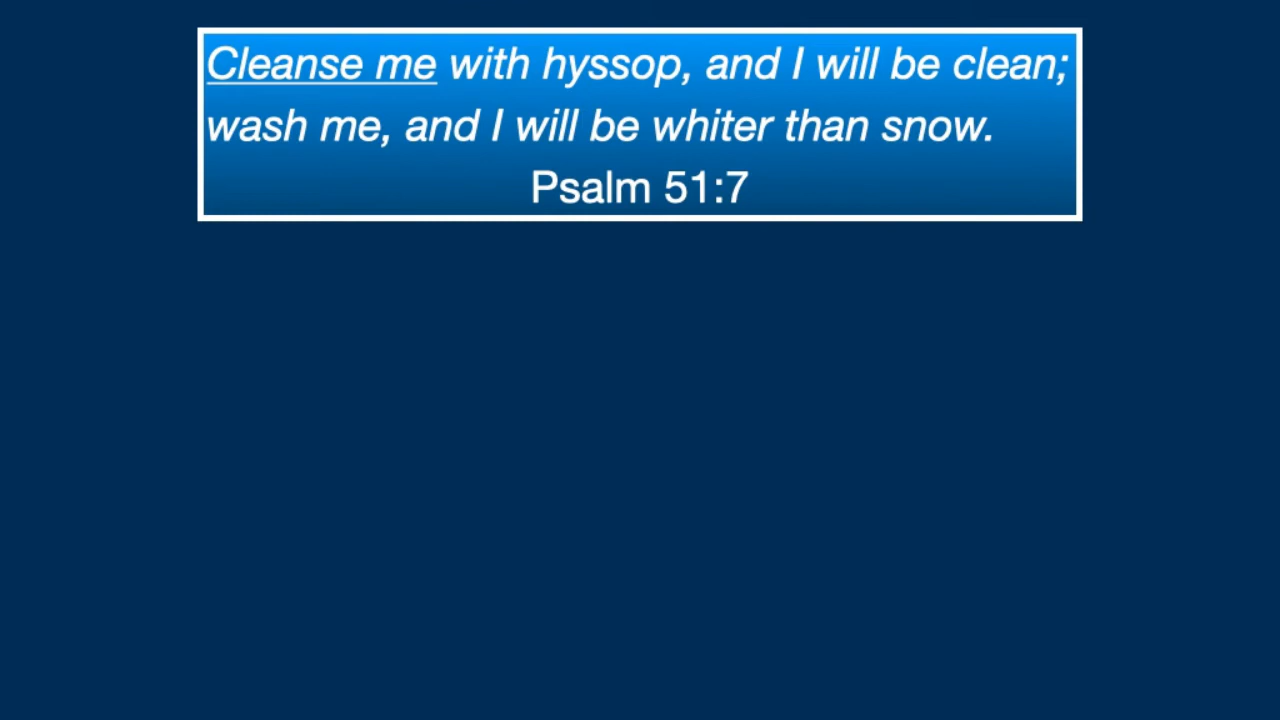 Cleanse me with hyssop, and I will be clean;
wash me, and I will be whiter than snow.
Psalm 51:7